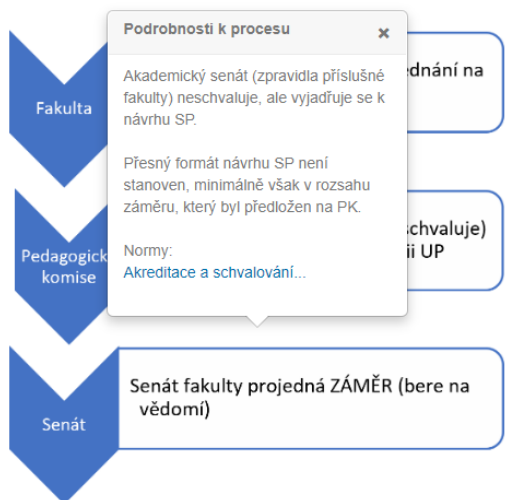 Podrobnosti k procesu ×
Akademický senát (zpravidla příslušné
fakulty) neschvaluje, ale vyjadřuje se k
návrhu SP.
Přesný formát návrhu SP není
stanoven, minimálně však v rozsahu
záměru, který byl předložen na PK.
Normy:
Akreditace a schvalování...
Fakulta
ednání na
Pedagogick
komise
schvaluje)
ii UP
Senát
Senát fakulty projedná ZÁMĚR (bere na
vědomí)